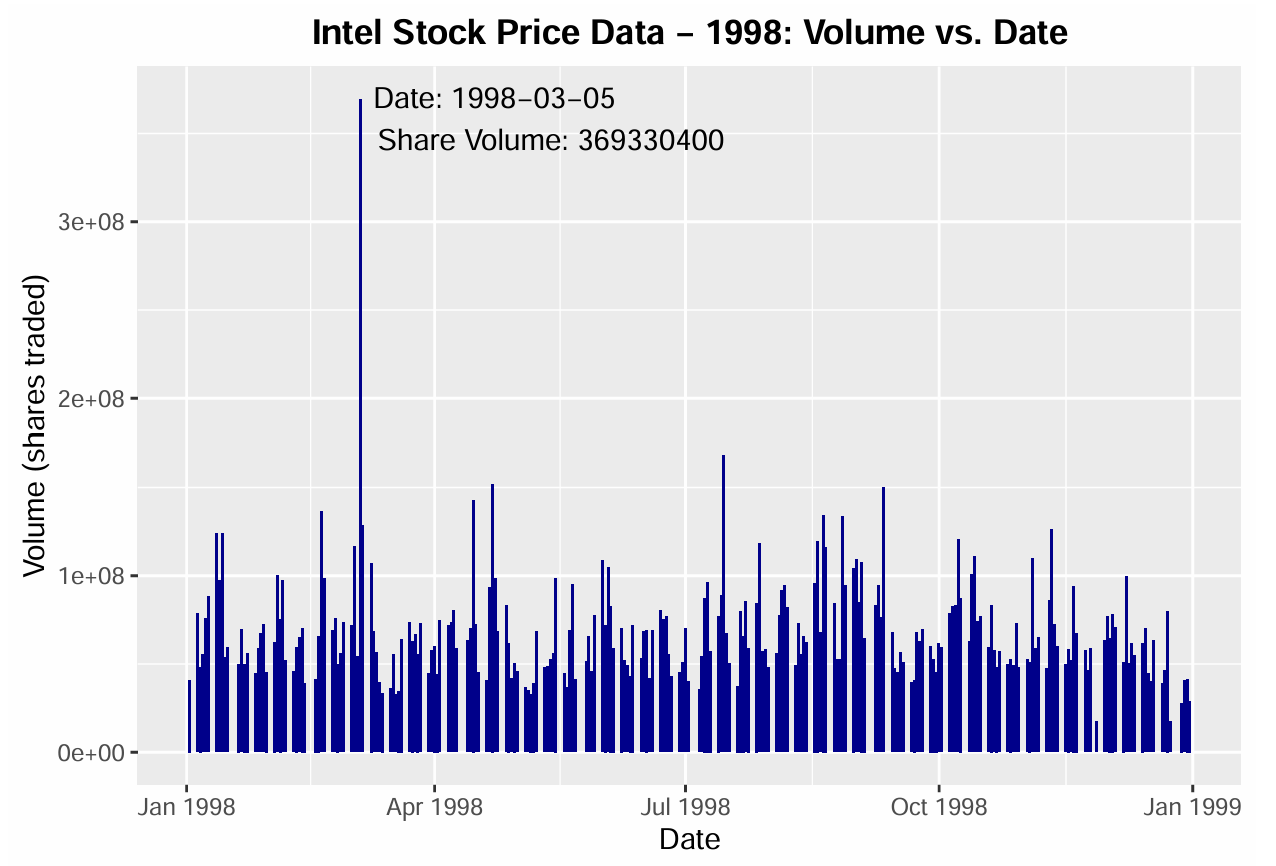 Intel Stock Price Data – 1998: Volume vs. Date
Date: 1998−03−05
Share Volume: 369330400
Volume (shares traded)
3e+08
2e+08
1e+08
0e+00
Jan 1998 Apr 1998 Jul 1998 Oct 1998 Jan 1999
Date